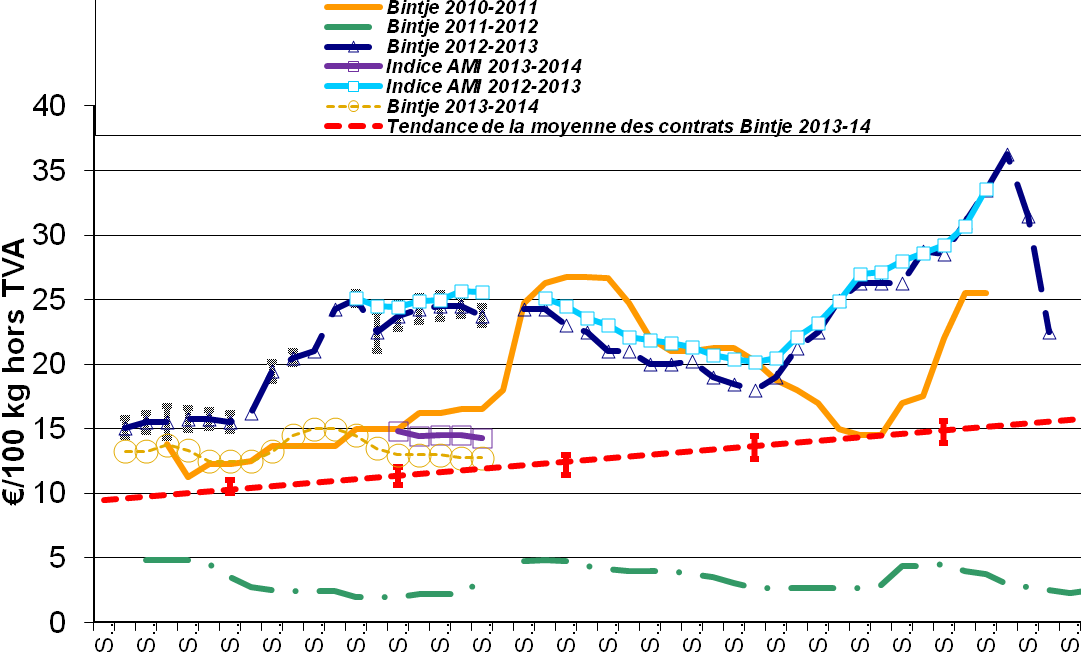 Bintje 2010-2011
Bintje 2011-2012
Bintje 2012-2013
Indice AMI 2013-2014
Indice AMI 2012-2013
Bintje 2013-2014
Tendance de la moyenne des contrats Bintje 2013-14
€/100 kg hors TVA
40
35
30
25
20
15
10
5
0
S. S. S. S. S. S. S. S. S. S. S. S. S. S. S. S. S. S. S. S. S. S. S. S.